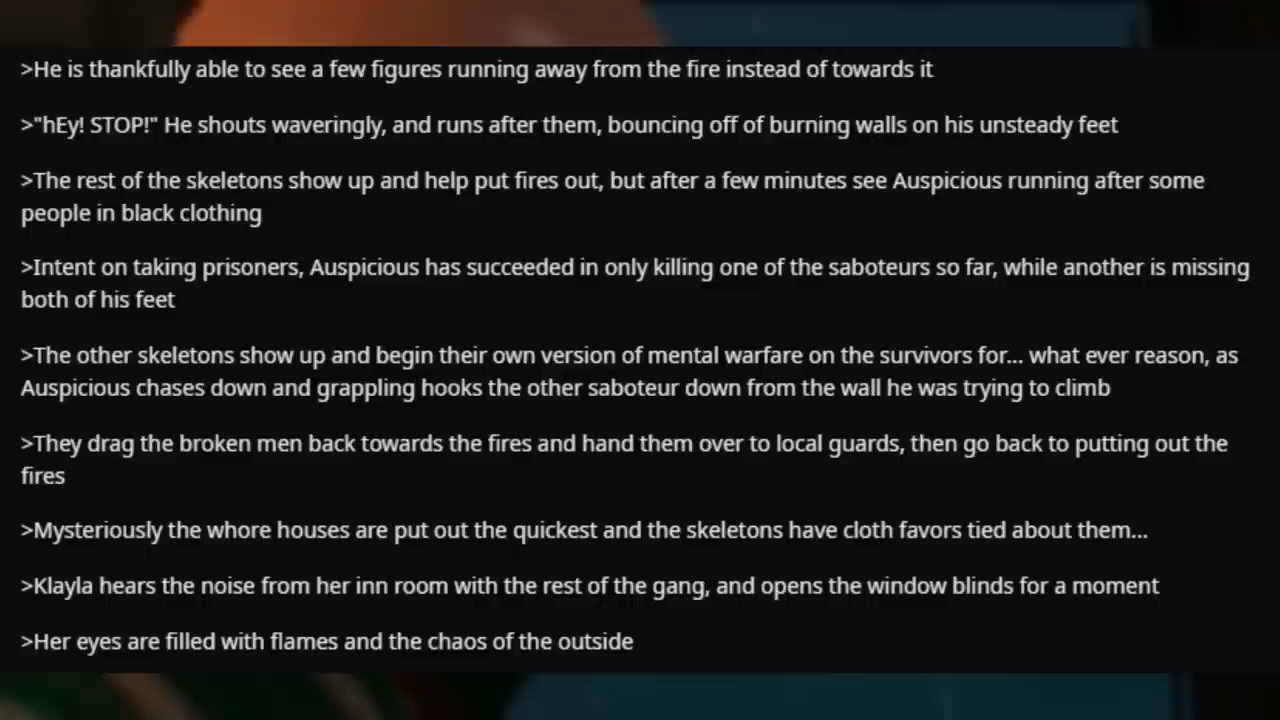 >He is thankfully able to see a few figures running away from the fire instead of towards it
>"hEy! STOP!" He shouts waveringly, and runs after them, bouncing off of burning walls on his unsteady feet
>The rest of the skeletons show up and help put fires out, but after a few minutes see Auspicious running after some
people in black clothing
>Intent on taking prisoners, Auspicious has succeeded in only killing one of the saboteurs so far, while another is missing
both of his feet
>The other skeletons show up and begin their own version of mental warfare on the survivors for... what ever reason, as
Auspicious chases down and grappling hooks the other saboteur down from the wall he was trying to climb
>They drag the broken men back towards the fires and hand them over to local guards, then go back to putting out the
fires
>Mysteriously the whore houses are put out the quickest and the skeletons have cloth favors tied about them...
>Klayla hears the noise from her inn room with the rest of the gang, and opens the window blinds for a moment
>Her eyes are filled with flames and the chaos of the outside